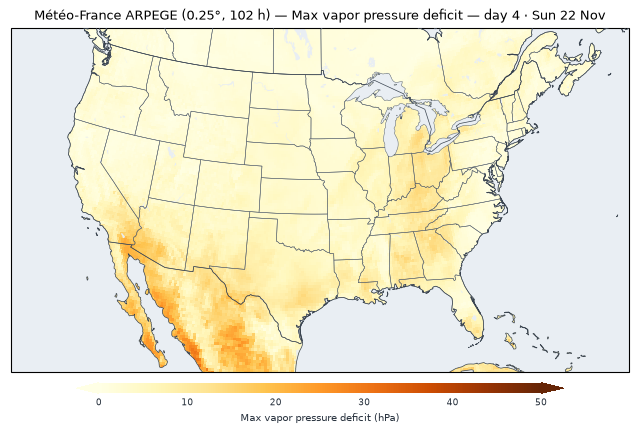 Météo-France ARPEGE (0.25°, 102 h) — Max vapor pressure deficit — day 4 · Sun 22 Nov
0 10 20 30 40 50
Max vapor pressure deficit (hPa)